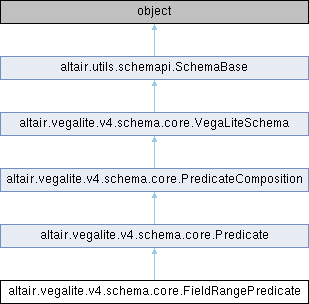 object
altair.utils.schemapi.SchemaBase
altair.vegalite.v4.schema.core.VegaLiteSchema
altair.vegalite.v4.schema.core.PredicateComposition
altair.vegalite.v4.schema.core.Predicate
altair.vegalite.v4.schema.core.FieldRangePredicate